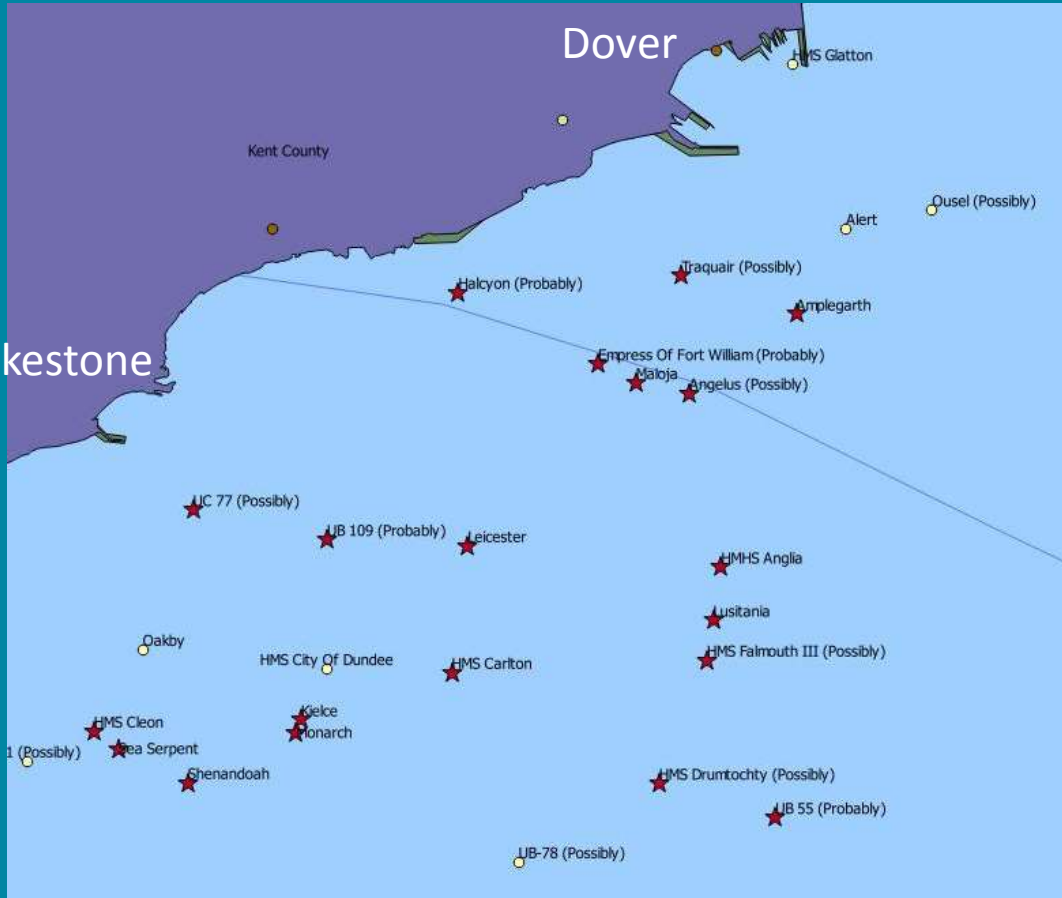 Dover
HMS Glatton
Kent County
Ousel (Possibly)
Alert
Traquair (Possibly)
Halcyon (Probably)
Amplegarth
Empress Of Fort William (Probably)
kestone
Maloja
Angelus (Possibly)
UC 77 (Possibly)
UB 109 (Probably)
Leicester
HMHS Anglia
Lusitania
Oakby
HMS City Of Dundee
HMS Carlton
HMS Falmouth III (Possibly)
Kielce
HMS Cleon
Monarch
Sea Serpent
1 (Possibly)
Shenandoah
HMS Drumtochty (Possibly)
UB 55 (Probably)
UB-78 (Possibly)